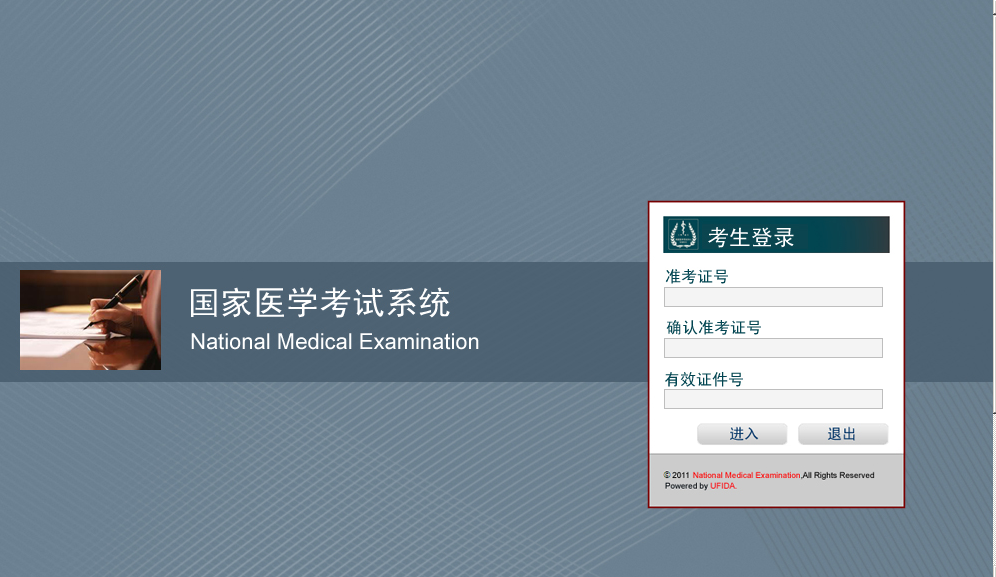 国家医学考试系统
National Medical Examination
考生登录
准考证号
确认准考证号
有效证件号
进入 退出
© 2011 National Medical Examination,All Rights Reserved
Powered by UFIDA.